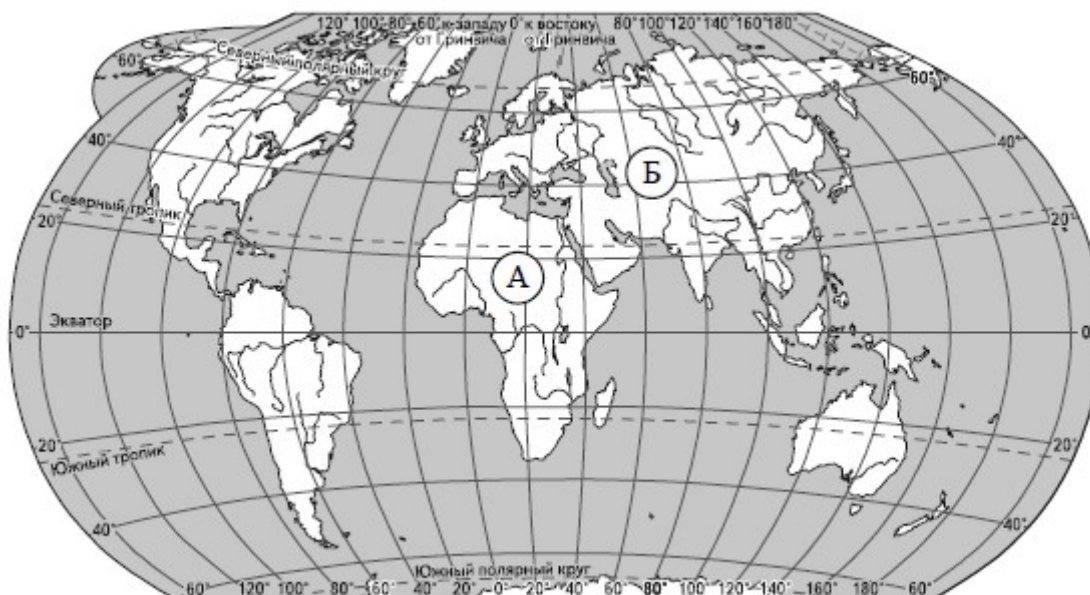 120° 100° 80° 60° к западу 0° к востоку 80° 100° 120° 140° 160° 180°
от Гринвича от Гринвича
Северный полярный круг
60° 60°
40° 40°
Северный тропик
20° 20°
Б
А
Экватор
0° 0°
20° 20°
Южный тропик
40° 40°
Южный полярный круг
60° 80° 100° 120° 100° 80° 60° 40° 20° 0° 20° 40° 60° 80° 100° 120° 140° 160° 180° 160° 60°